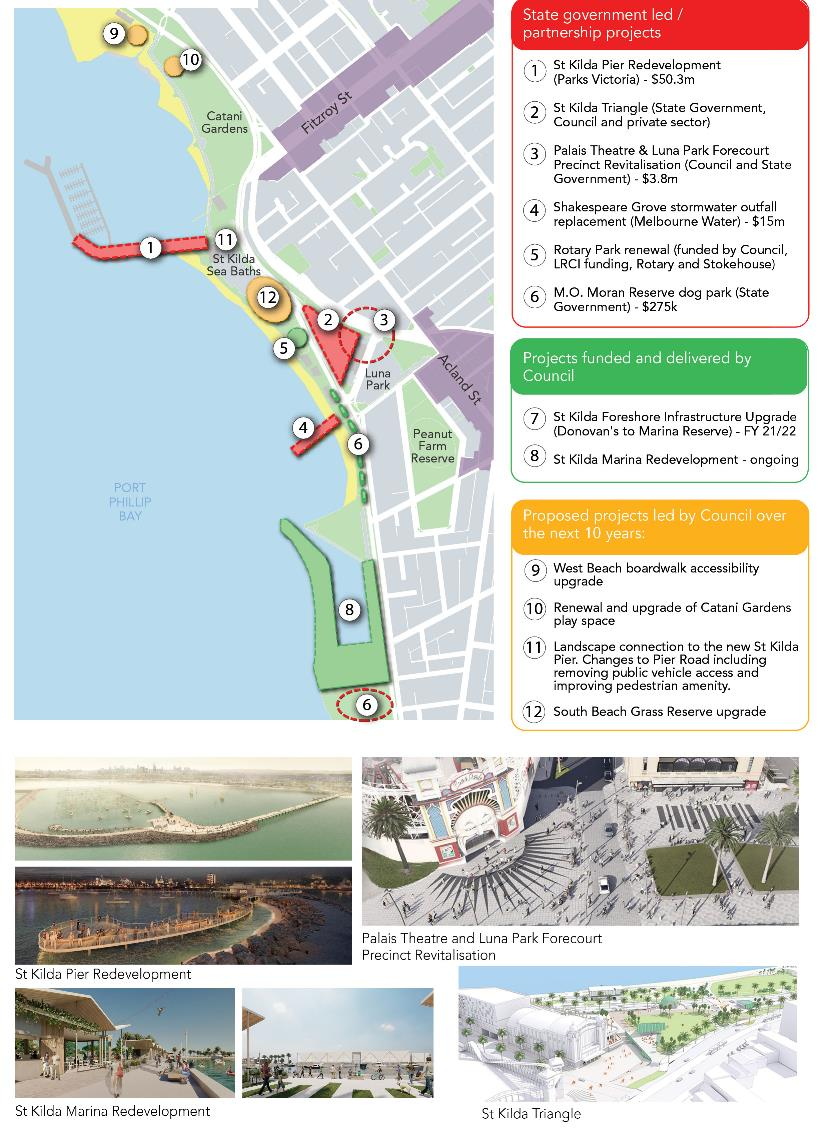 9
10
Catani
Gardens
Fitzroy St
1
11
St Kilda
Sea Baths
12
2
3
5
Luna
Park
Acland St
4
6
Peanut
Farm
Reserve
PORT
PHILLIP
BAY
8
6
State government led /
partnership projects
1 St Kilda Pier Redevelopment
(Parks Victoria) - $50.3m
2 St Kilda Triangle (State Government,
Council and private sector)
3 Palais Theatre & Luna Park Forecourt
Precinct Revitalisation (Council and State
Government) - $3.8m
4 Shakespeare Grove stormwater outfall
replacement (Melbourne Water) - $15m
5 Rotary Park renewal (funded by Council,
LRCI funding, Rotary and Stokehouse)
6 M.O. Moran Reserve dog park (State
Government) - $275k
Projects funded and delivered by
Council
7 St Kilda Foreshore Infrastructure Upgrade
(Donovan's to Marina Reserve) - FY 21/22
8 St Kilda Marina Redevelopment - ongoing
Proposed projects led by Council over
the next 10 years:
9 West Beach boardwalk accessibility
upgrade
10 Renewal and upgrade of Catani Gardens
play space
11 Landscape connection to the new St Kilda
Pier. Changes to Pier Road including
removing public vehicle access and
improving pedestrian amenity.
12 South Beach Grass Reserve upgrade
St Kilda Pier Redevelopment
Palais Theatre and Luna Park Forecourt
Precinct Revitalisation
St Kilda Marina Redevelopment
St Kilda Triangle